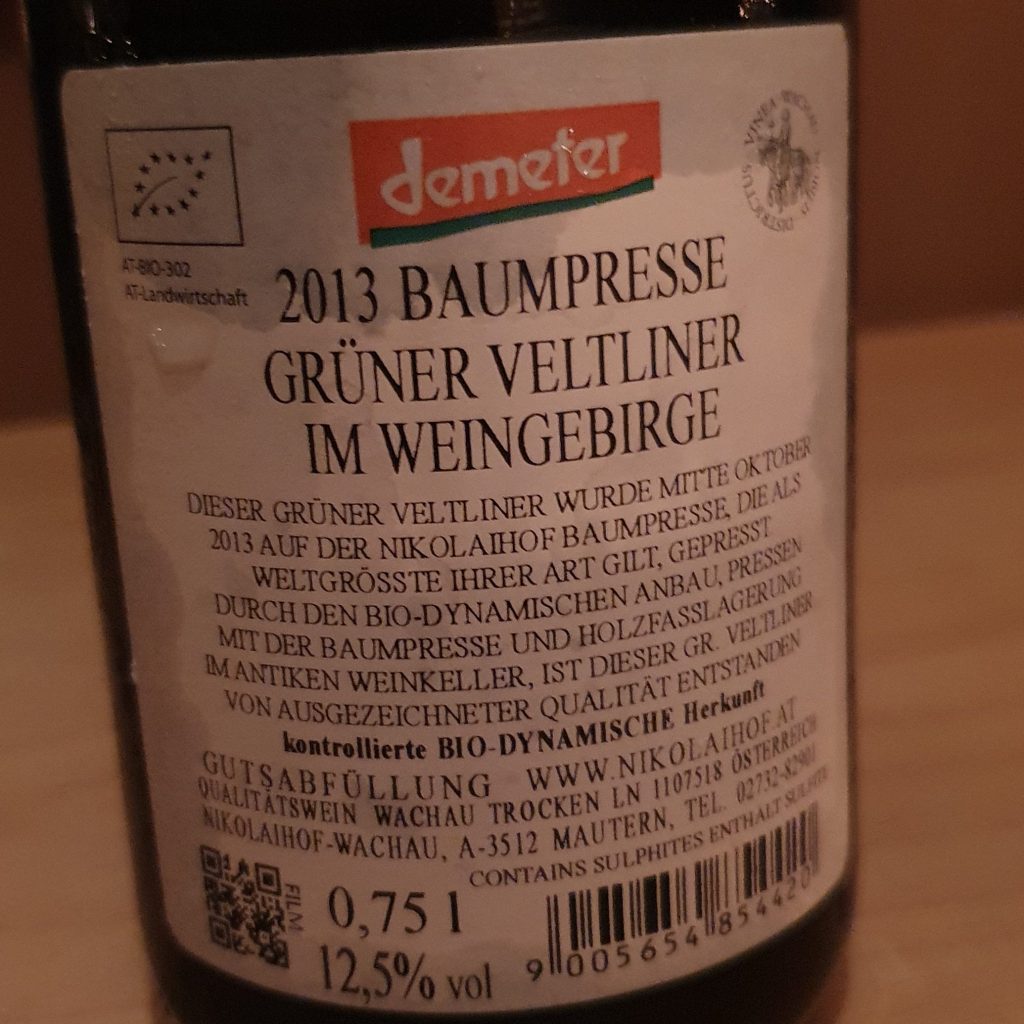 demeter
VINEA WACHAU
DISTRICTUS
AT-BIO-302
AT-Landwirtschaft
2013 BAUMPRESSE
GRÜNER VELTLINER
IM WEINGEBIRGE
DIESER GRÜNER VELTLINER WURDE MITTE OKTOBER
2013 AUF DER NIKOLAIHOF BAUMPRESSE, DIE ALS
WELTGRÖSSTE IHRER ART GILT, GEPRESST
DURCH DEN BIO-DYNAMISCHEN ANBAU, PRESSEN
MIT DER BAUMPRESSE UND HOLZFASSLAGERUNG
IM ANTIKEN WEINKELLER, IST DIESER GR. VELTLINER
VON AUSGEZEICHNETER QUALITÄT ENTSTANDEN
kontrollierte BIO-DYNAMISCHE Herkunft
GUTSABFÜLLUNG WWW.NIKOLAIHOF.AT
QUALITÄTSWEIN WACHAU TROCKEN LN 1107518 ÖSTERREICH
NIKOLAIHOF-WACHAU, A-3512 MAUTERN, TEL. 02732-82901
CONTAINS SULPHITES ENTHÄLT SULFITE
FILM
0,75 l
12,5% vol
9 005654 854420